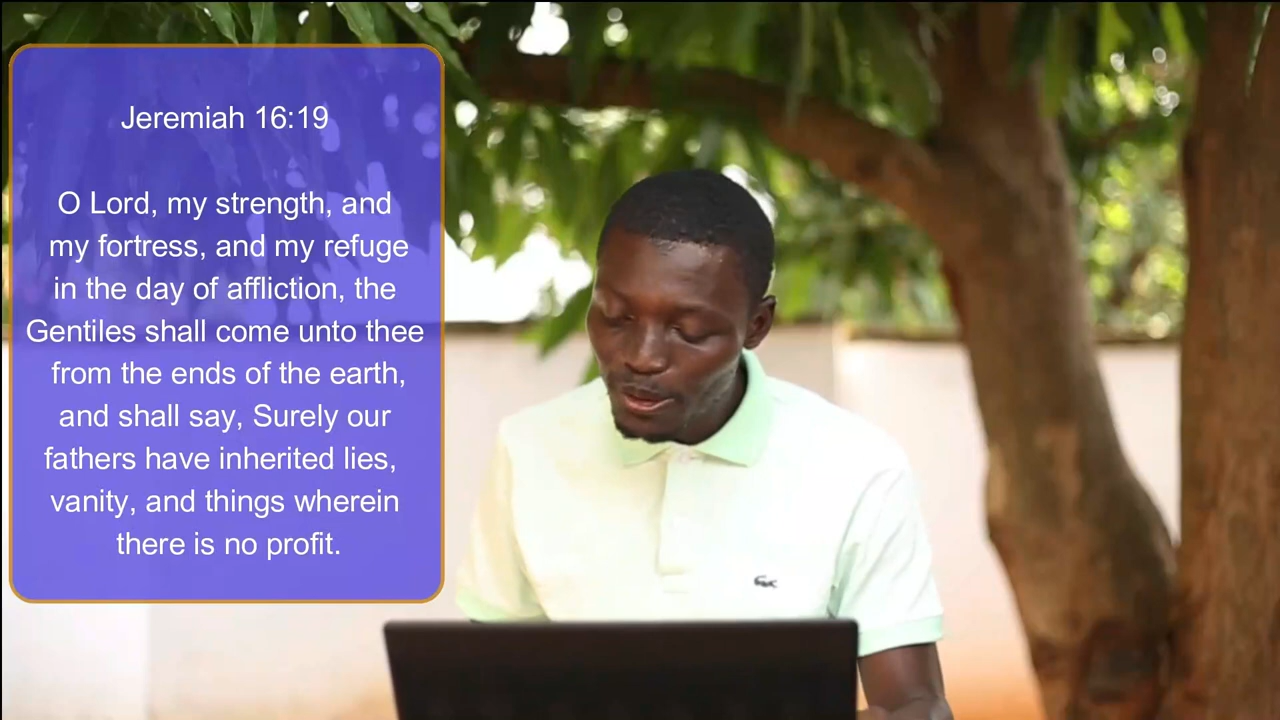 Jeremiah 16:19
O Lord, my strength, and
my fortress, and my refuge
in the day of affliction, the
Gentiles shall come unto thee
from the ends of the earth,
and shall say, Surely our
fathers have inherited lies,
vanity, and things wherein
there is no profit.